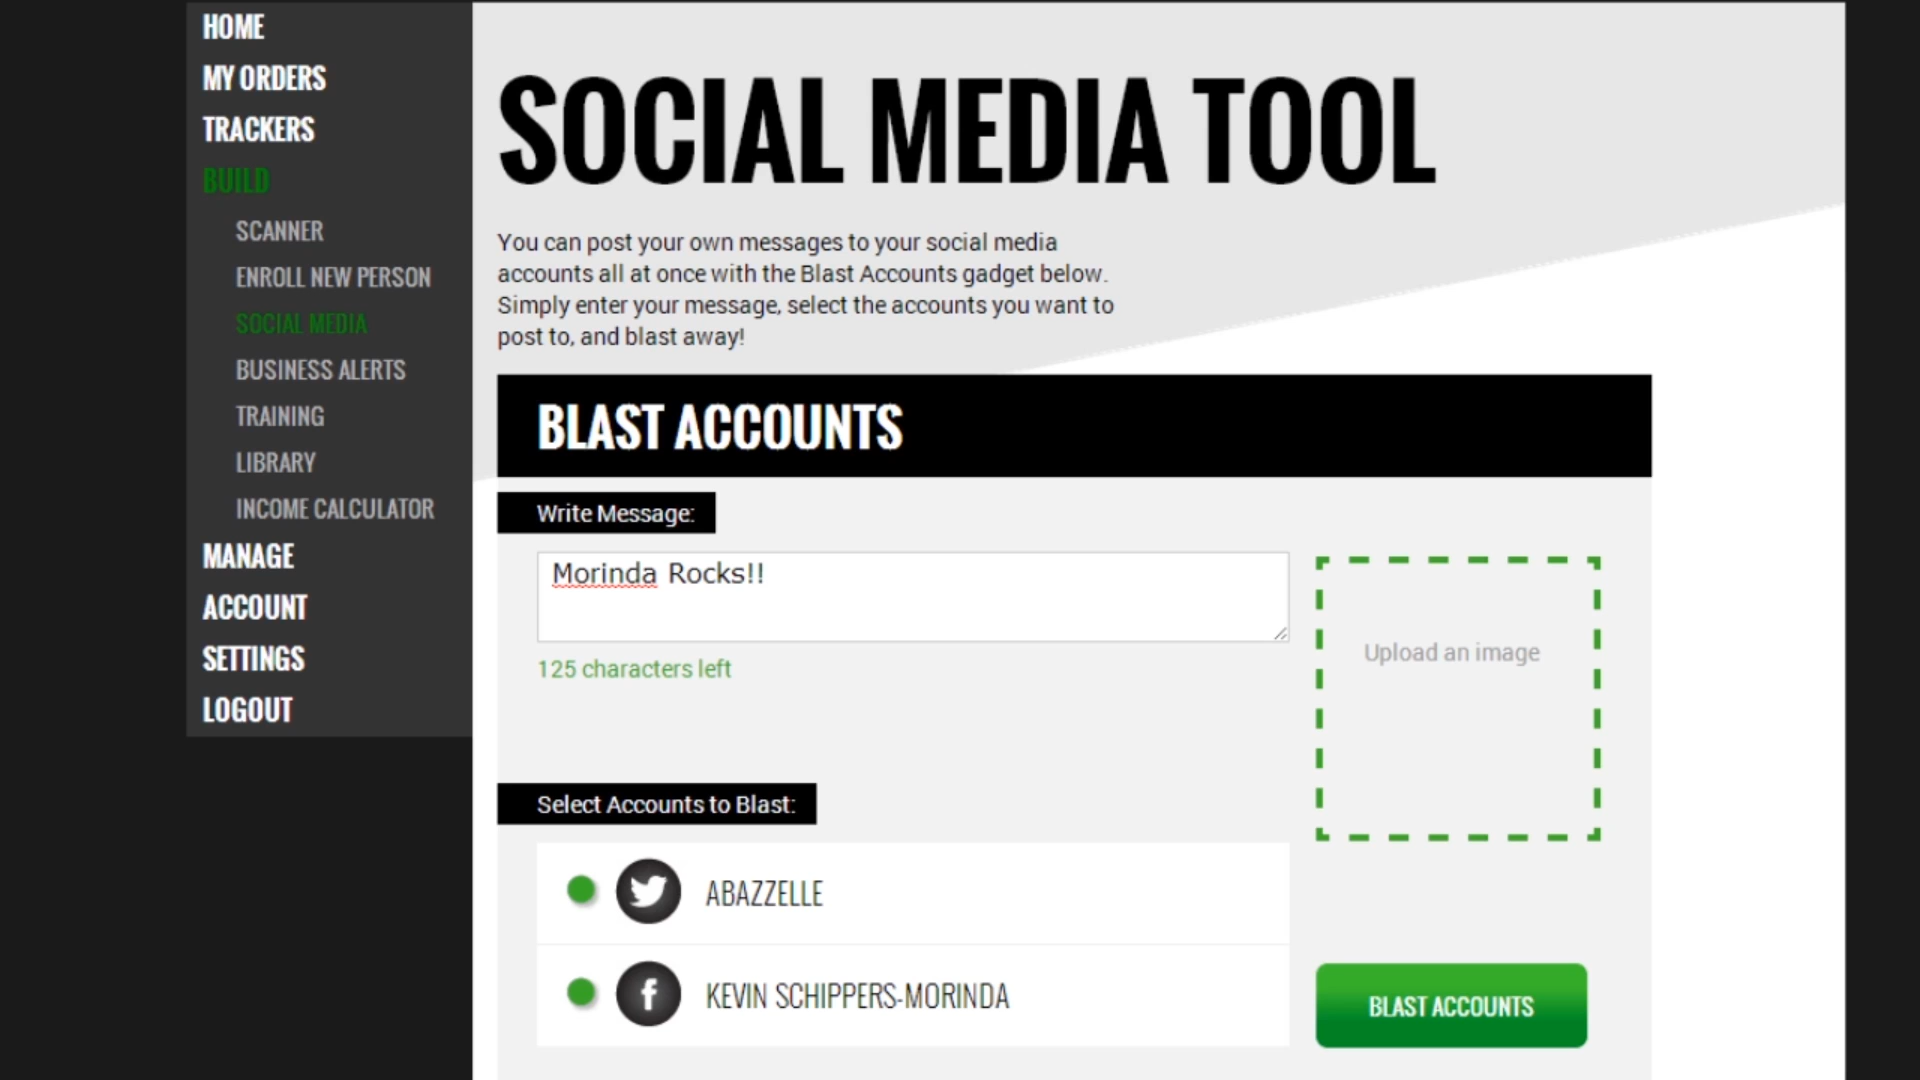 HOME
MY ORDERS
TRACKERS
BUILD
SCANNER
ENROLL NEW PERSON
SOCIAL MEDIA
BUSINESS ALERTS
TRAINING
LIBRARY
INCOME CALCULATOR
MANAGE
ACCOUNT
SETTINGS
LOGOUT
SOCIAL MEDIA TOOL
You can post your own messages to your social media
accounts all at once with the Blast Accounts gadget below.
Simply enter your message, select the accounts you want to
post to, and blast away!
BLAST ACCOUNTS
Write Message:
Morinda Rocks!!
125 characters left
Upload an image
Select Accounts to Blast:
ABAZZELLE
KEVIN SCHIPPERS-MORINDA
BLAST ACCOUNTS